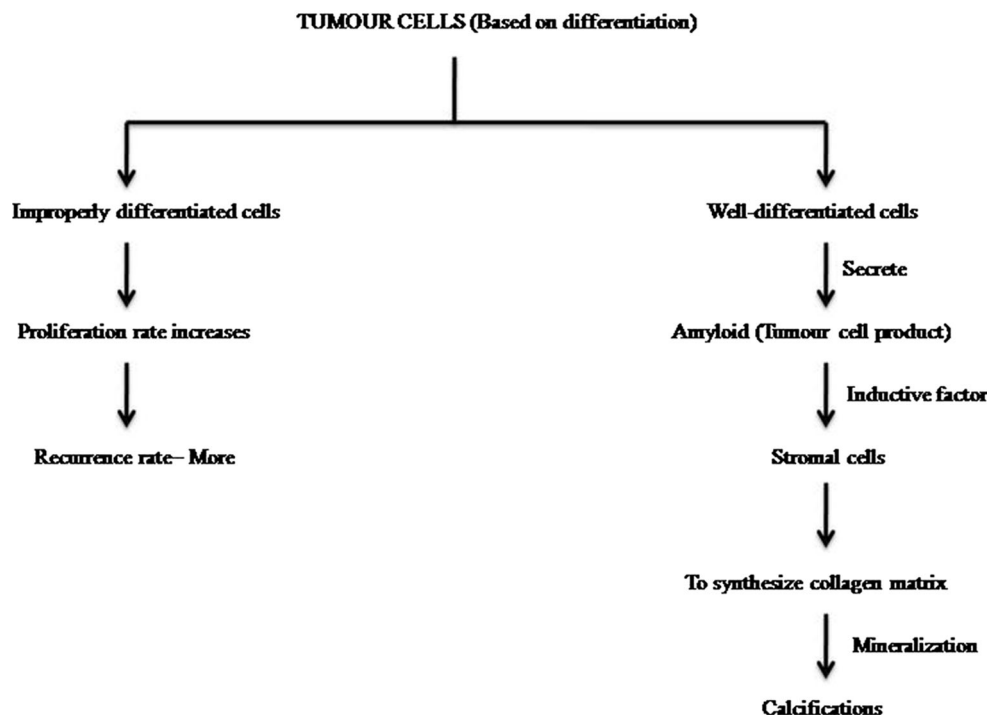 TUMOUR CELLS (Based on differentiation)
Improperly differentiated cells
Well-differentiated cells
Secrete
Proliferation rate increases
Amyloid (Tumour cell product)
Inductive factor
Recurrence rate– More
Stromal cells
To synthesize collagen matrix
Mineralization
Calcifications